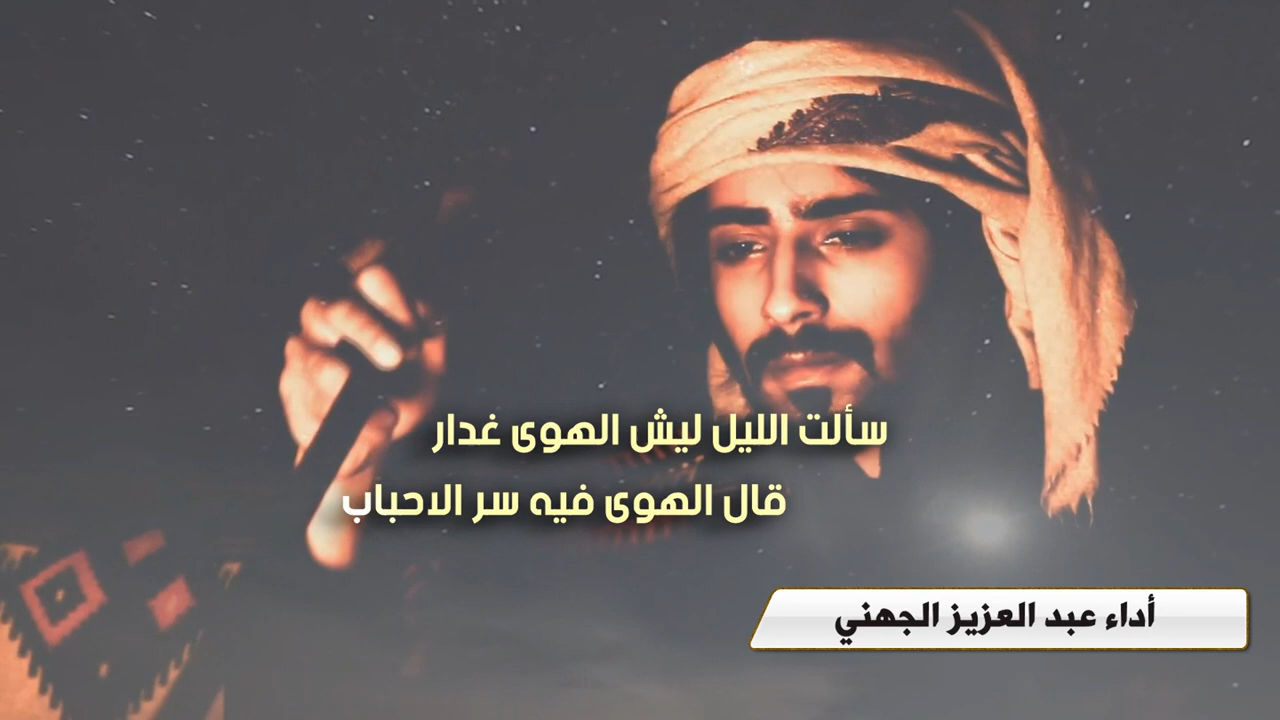 سألت الليل ليش الهوى غدار
قال الهوى فيه سر الاحباب
أداء عبد العزيز الجهني